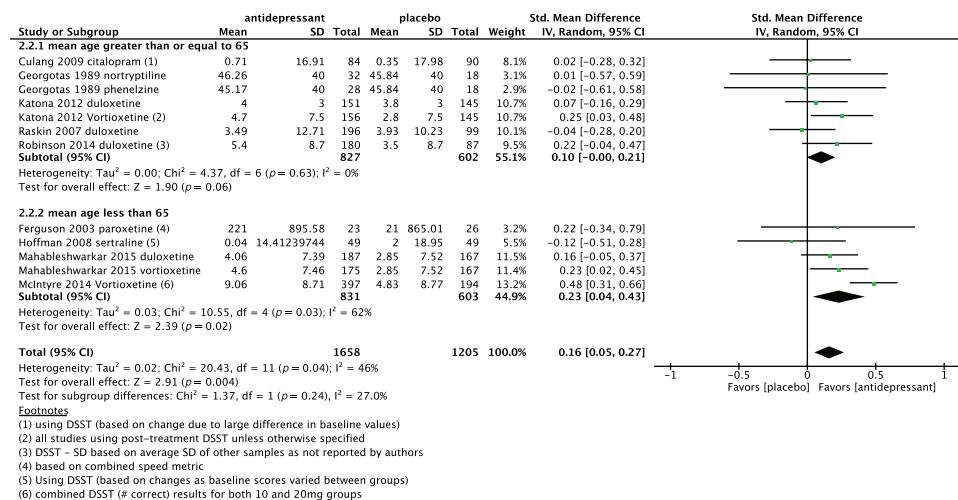 antidepressant placebo Std. Mean Difference Std. Mean Difference
Study or Subgroup Mean SD Total Mean SD Total Weight IV, Random, 95% CI IV, Random, 95% CI
2.2.1 mean age greater than or equal to 65
Culang 2009 citalopram (1) 0.71 16.91 84 0.35 17.98 90 8.1% 0.02 [-0.28, 0.32]
Georgotas 1989 nortryptiline 46.26 40 32 45.84 40 18 3.1% 0.01 [-0.57, 0.59]
Georgotas 1989 phenelzine 45.17 40 28 45.84 40 18 2.9% -0.02 [-0.61, 0.58]
Katona 2012 duloxetine 4 3 151 3.8 3 145 10.7% 0.07 [-0.16, 0.29]
Katona 2012 Vortioxetine (2) 4.7 7.5 156 2.8 7.5 145 10.7% 0.25 [0.03, 0.48]
Raskin 2007 duloxetine 3.49 12.71 196 3.93 10.23 99 10.1% -0.04 [-0.28, 0.20]
Robinson 2014 duloxetine (3) 5.4 8.7 180 3.5 8.7 87 9.5% 0.22 [-0.04, 0.47]
Subtotal (95% CI) 827 602 55.1% 0.10 [-0.00, 0.21]
Heterogeneity: Tau² = 0.00; Chi² = 4.37, df = 6 (p = 0.63); I² = 0%
Test for overall effect: Z = 1.90 (p = 0.06)
2.2.2 mean age less than 65
Ferguson 2003 paroxetine (4) 221 895.58 23 21 865.01 26 3.3% 0.22 [-0.34, 0.79]
Hoffman 2008 sertraline (5) 0.04 14.41239744 49 2 18.95 49 5.5% -0.12 [-0.51, 0.28]
Mahableshwarkar 2015 duloxetine 4.06 7.39 187 2.85 7.52 167 11.5% 0.16 [-0.05, 0.37]
Mahableshwarkar 2015 vortioxetine 4.6 7.46 175 2.85 7.52 167 11.4% 0.23 [0.02, 0.45]
McIntyre 2014 Vortioxetine (6) 9.06 8.71 397 4.83 8.77 194 13.2% 0.48 [0.31, 0.66]
Subtotal (95% CI) 831 603 44.9% 0.23 [0.04, 0.43]
Heterogeneity: Tau² = 0.03; Chi² = 10.55, df = 4 (p = 0.03); I² = 62%
Test for overall effect: Z = 2.39 (p = 0.02)
Total (95% CI) 1658 1205 100.0% 0.16 [0.05, 0.27]
Heterogeneity: Tau² = 0.02; Chi² = 20.43, df = 11 (p = 0.04); I² = 46%
Test for overall effect: Z = 2.91 (p = 0.004)
Test for subgroup differences: Chi² = 1.37, df = 1 (p = 0.24), I² = 27.0%
-1 -0.5 0 0.5 1
Favors [placebo] Favors [antidepressant]
Footnotes
(1) using DSST (based on change due to large difference in baseline values)
(2) all studies using post-treatment DSST unless otherwise specified
(3) DSST - SD based on average SD of other samples as not reported by authors
(4) based on combined speed metric
(5) Using DSST (based on changes as baseline scores varied between groups)
(6) combined DSST (# correct) results for both 10 and 20mg groups